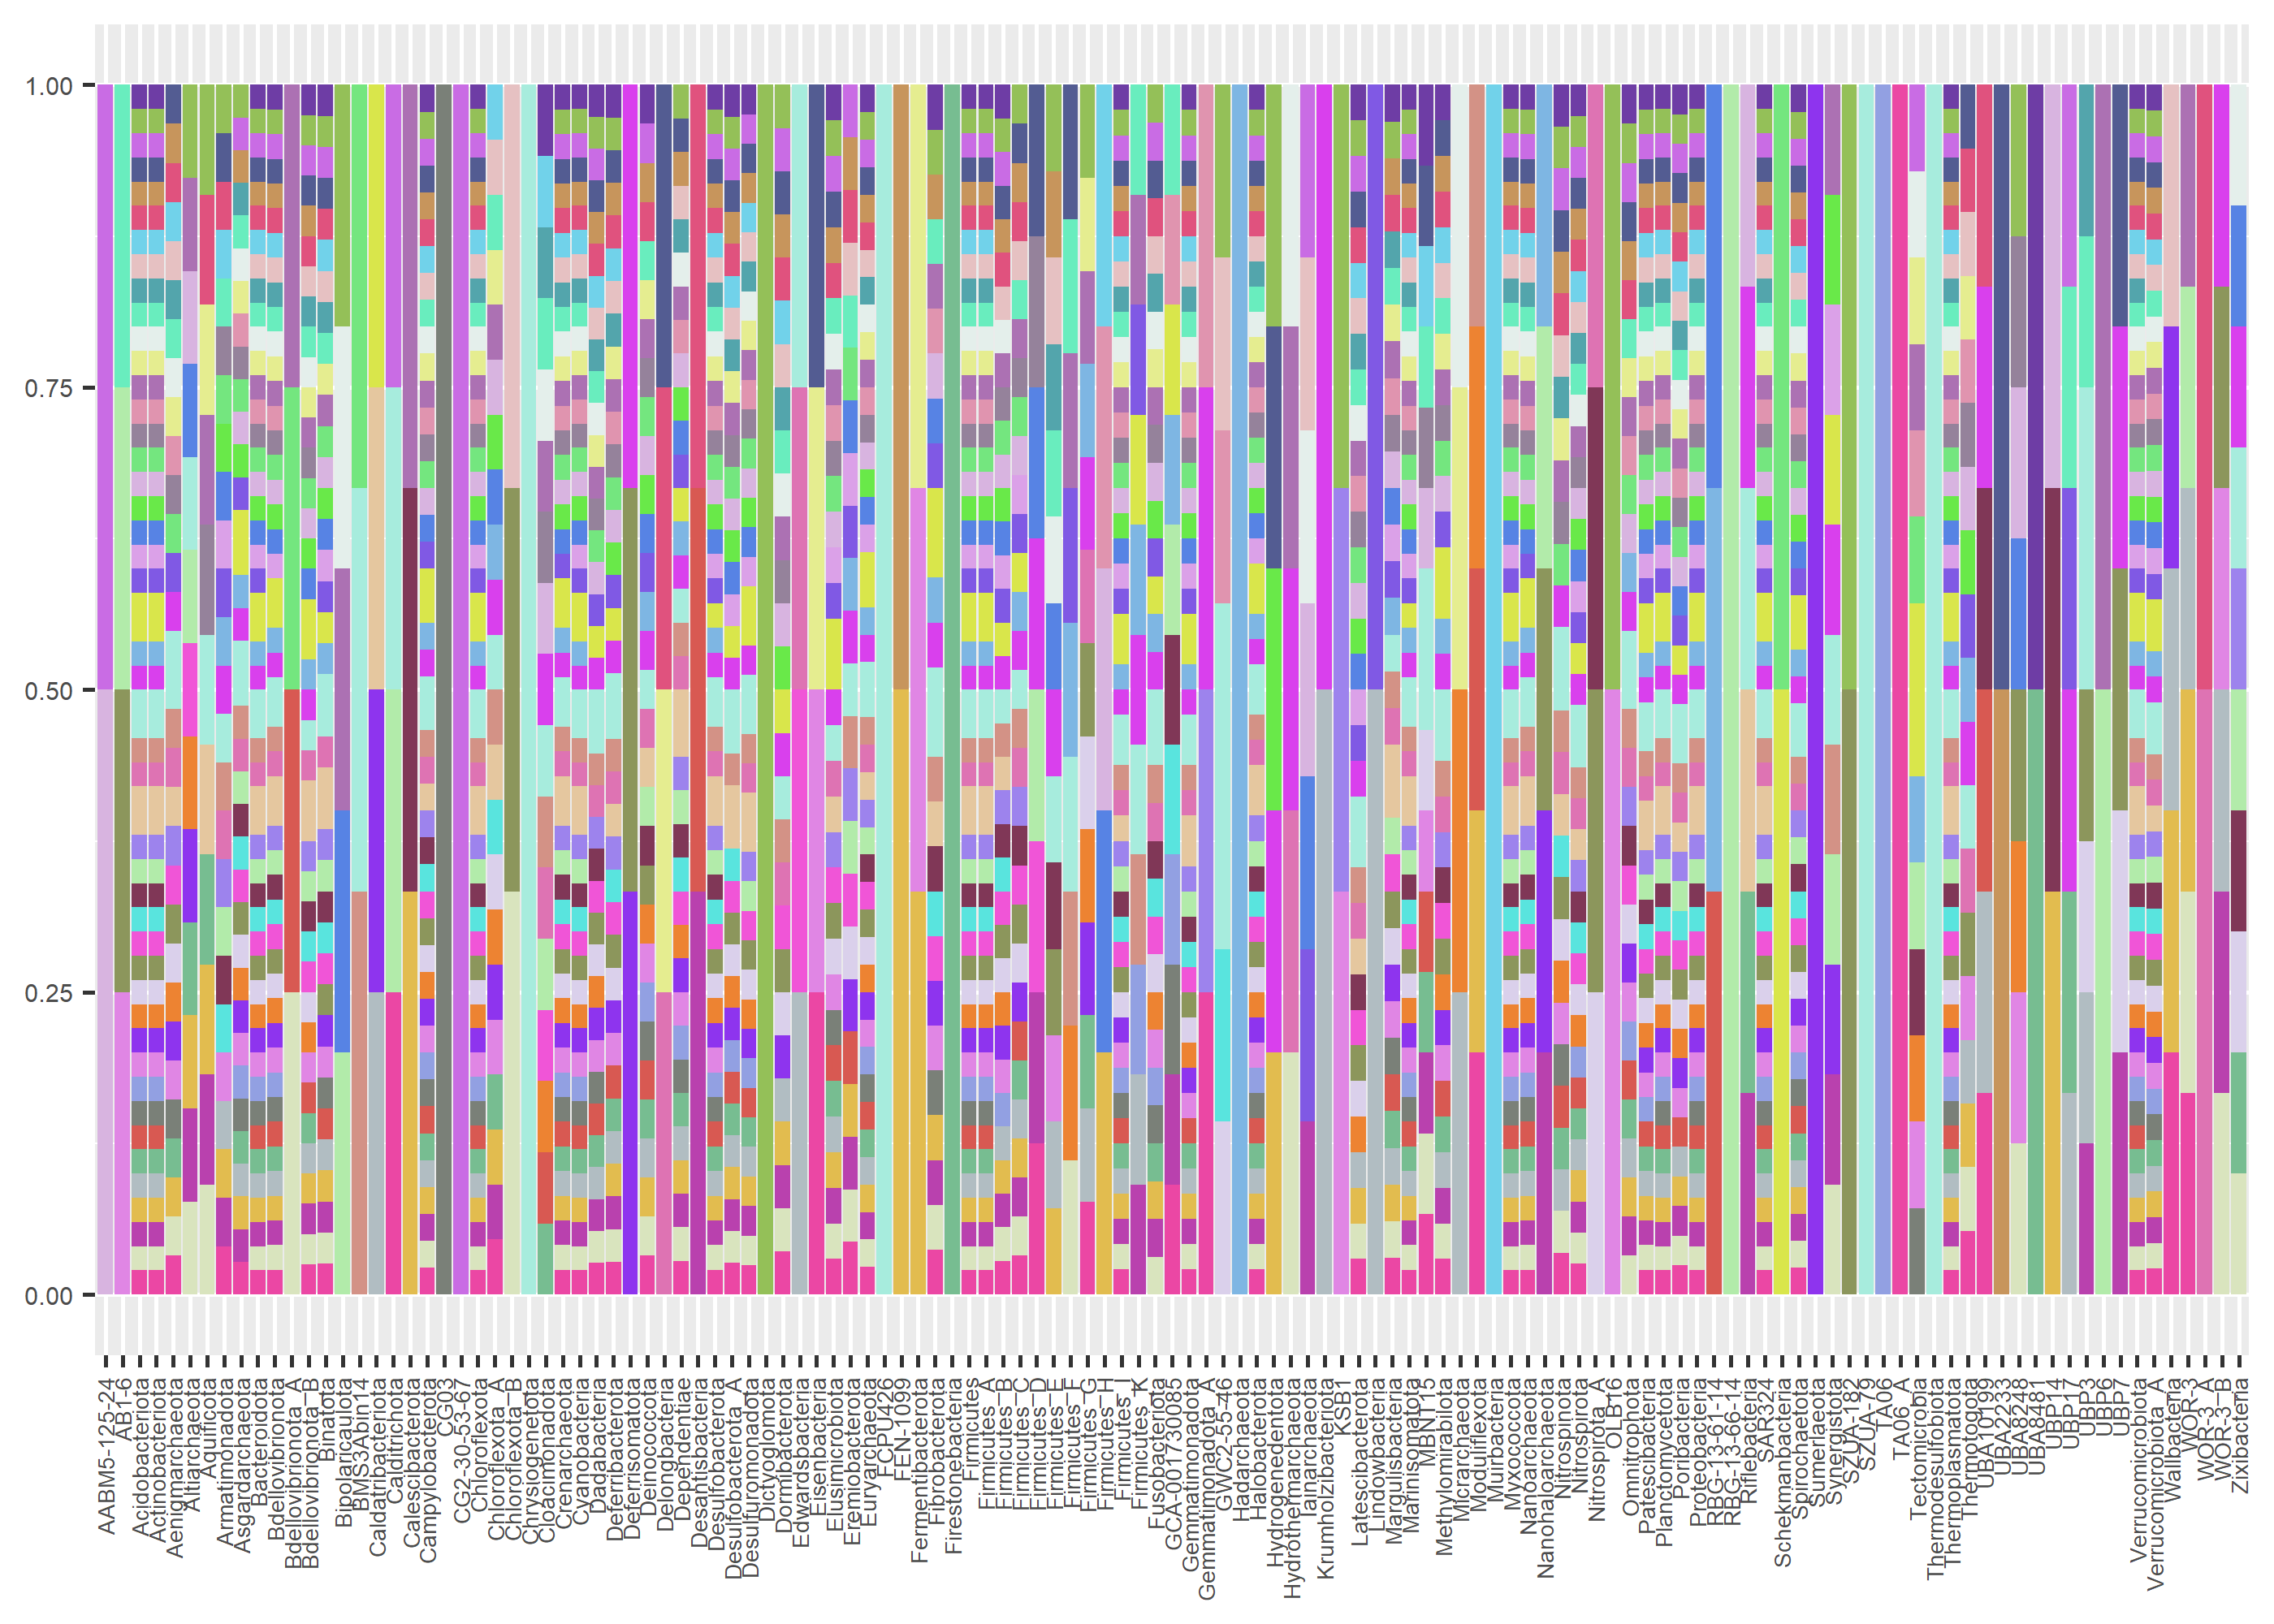 1.00
0.75
0.50
0.25
0.00
AABM5-125-24
AB1-6
Acidobacteriota
Actinobacteriota
Aenigmarchaeota
Altiarchaeota
Aquificota
Armatimonadota
Asgardarchaeota
Bacteroidota
Bdellovibrionota
Bdellovibrionota_A
Bdellovibrionota_B
Binatota
Bipolaricaulota
BMS3Abin14
Caldatribacteriota
Calditrichota
Calescibacterota
Campylobacterota
CG03
CG2-30-53-67
Chloroflexota
Chloroflexota_A
Chloroflexota_B
Chrysiogenetota
Cloacimonadota
Crenarchaeota
Cyanobacteria
Dadabacteria
Deferribacterota
Deferrisomatota
Deinococcota
Delongbacteria
Dependentiae
Desantisbacteria
Desulfobacterota
Desulfobacterota_A
Desulfuromonadota
Dictyoglomota
Dormibacterota
Edwardsbacteria
Eisenbacteria
Elusimicrobiota
Eremiobacterota
Euryarchaeota
FCPU426
FEN-1099
Fermentibacterota
Fibrobacterota
Firestonebacteria
Firmicutes
Firmicutes_A
Firmicutes_B
Firmicutes_C
Firmicutes_D
Firmicutes_E
Firmicutes_F
Firmicutes_G
Firmicutes_H
Firmicutes_I
Firmicutes_K
Fusobacteriota
GCA-001730085
Gemmatimonadota
Gemmatimonadota_A
GWC2-55-46
Hadarchaeota
Halobacterota
Hydrogenedentota
Hydrothermarchaeota
Iainarchaeota
Krumholzibacteriota
KSB1
Latescibacterota
Lindowbacteria
Margulisbacteria
Marinisomatota
MBNT15
Methylomirabilota
Micrarchaeota
Moduliflexota
Muirbacteria
Myxococcota
Nanoarchaeota
Nanohaloarchaeota
Nitrospinota
Nitrospirota
Nitrospirota_A
OLB16
Omnitrophota
Patescibacteria
Planctomycetota
Poribacteria
Proteobacteria
RBG-13-61-14
RBG-13-66-14
Riflebacteria
SAR324
Schekmanbacteria
Spirochaetota
Sumerlaeota
Synergistota
SZUA-182
SZUA-79
TA06
TA06_A
Tectomicrobia
Thermodesulfobiota
Thermoplasmatota
Thermotogota
UBA10199
UBA2233
UBA8248
UBA8481
UBP14
UBP17
UBP3
UBP6
UBP7
Verrucomicrobiota
Verrucomicrobiota_A
Wallbacteria
WOR-3
WOR-3_A
WOR-3_B
Zixibacteria